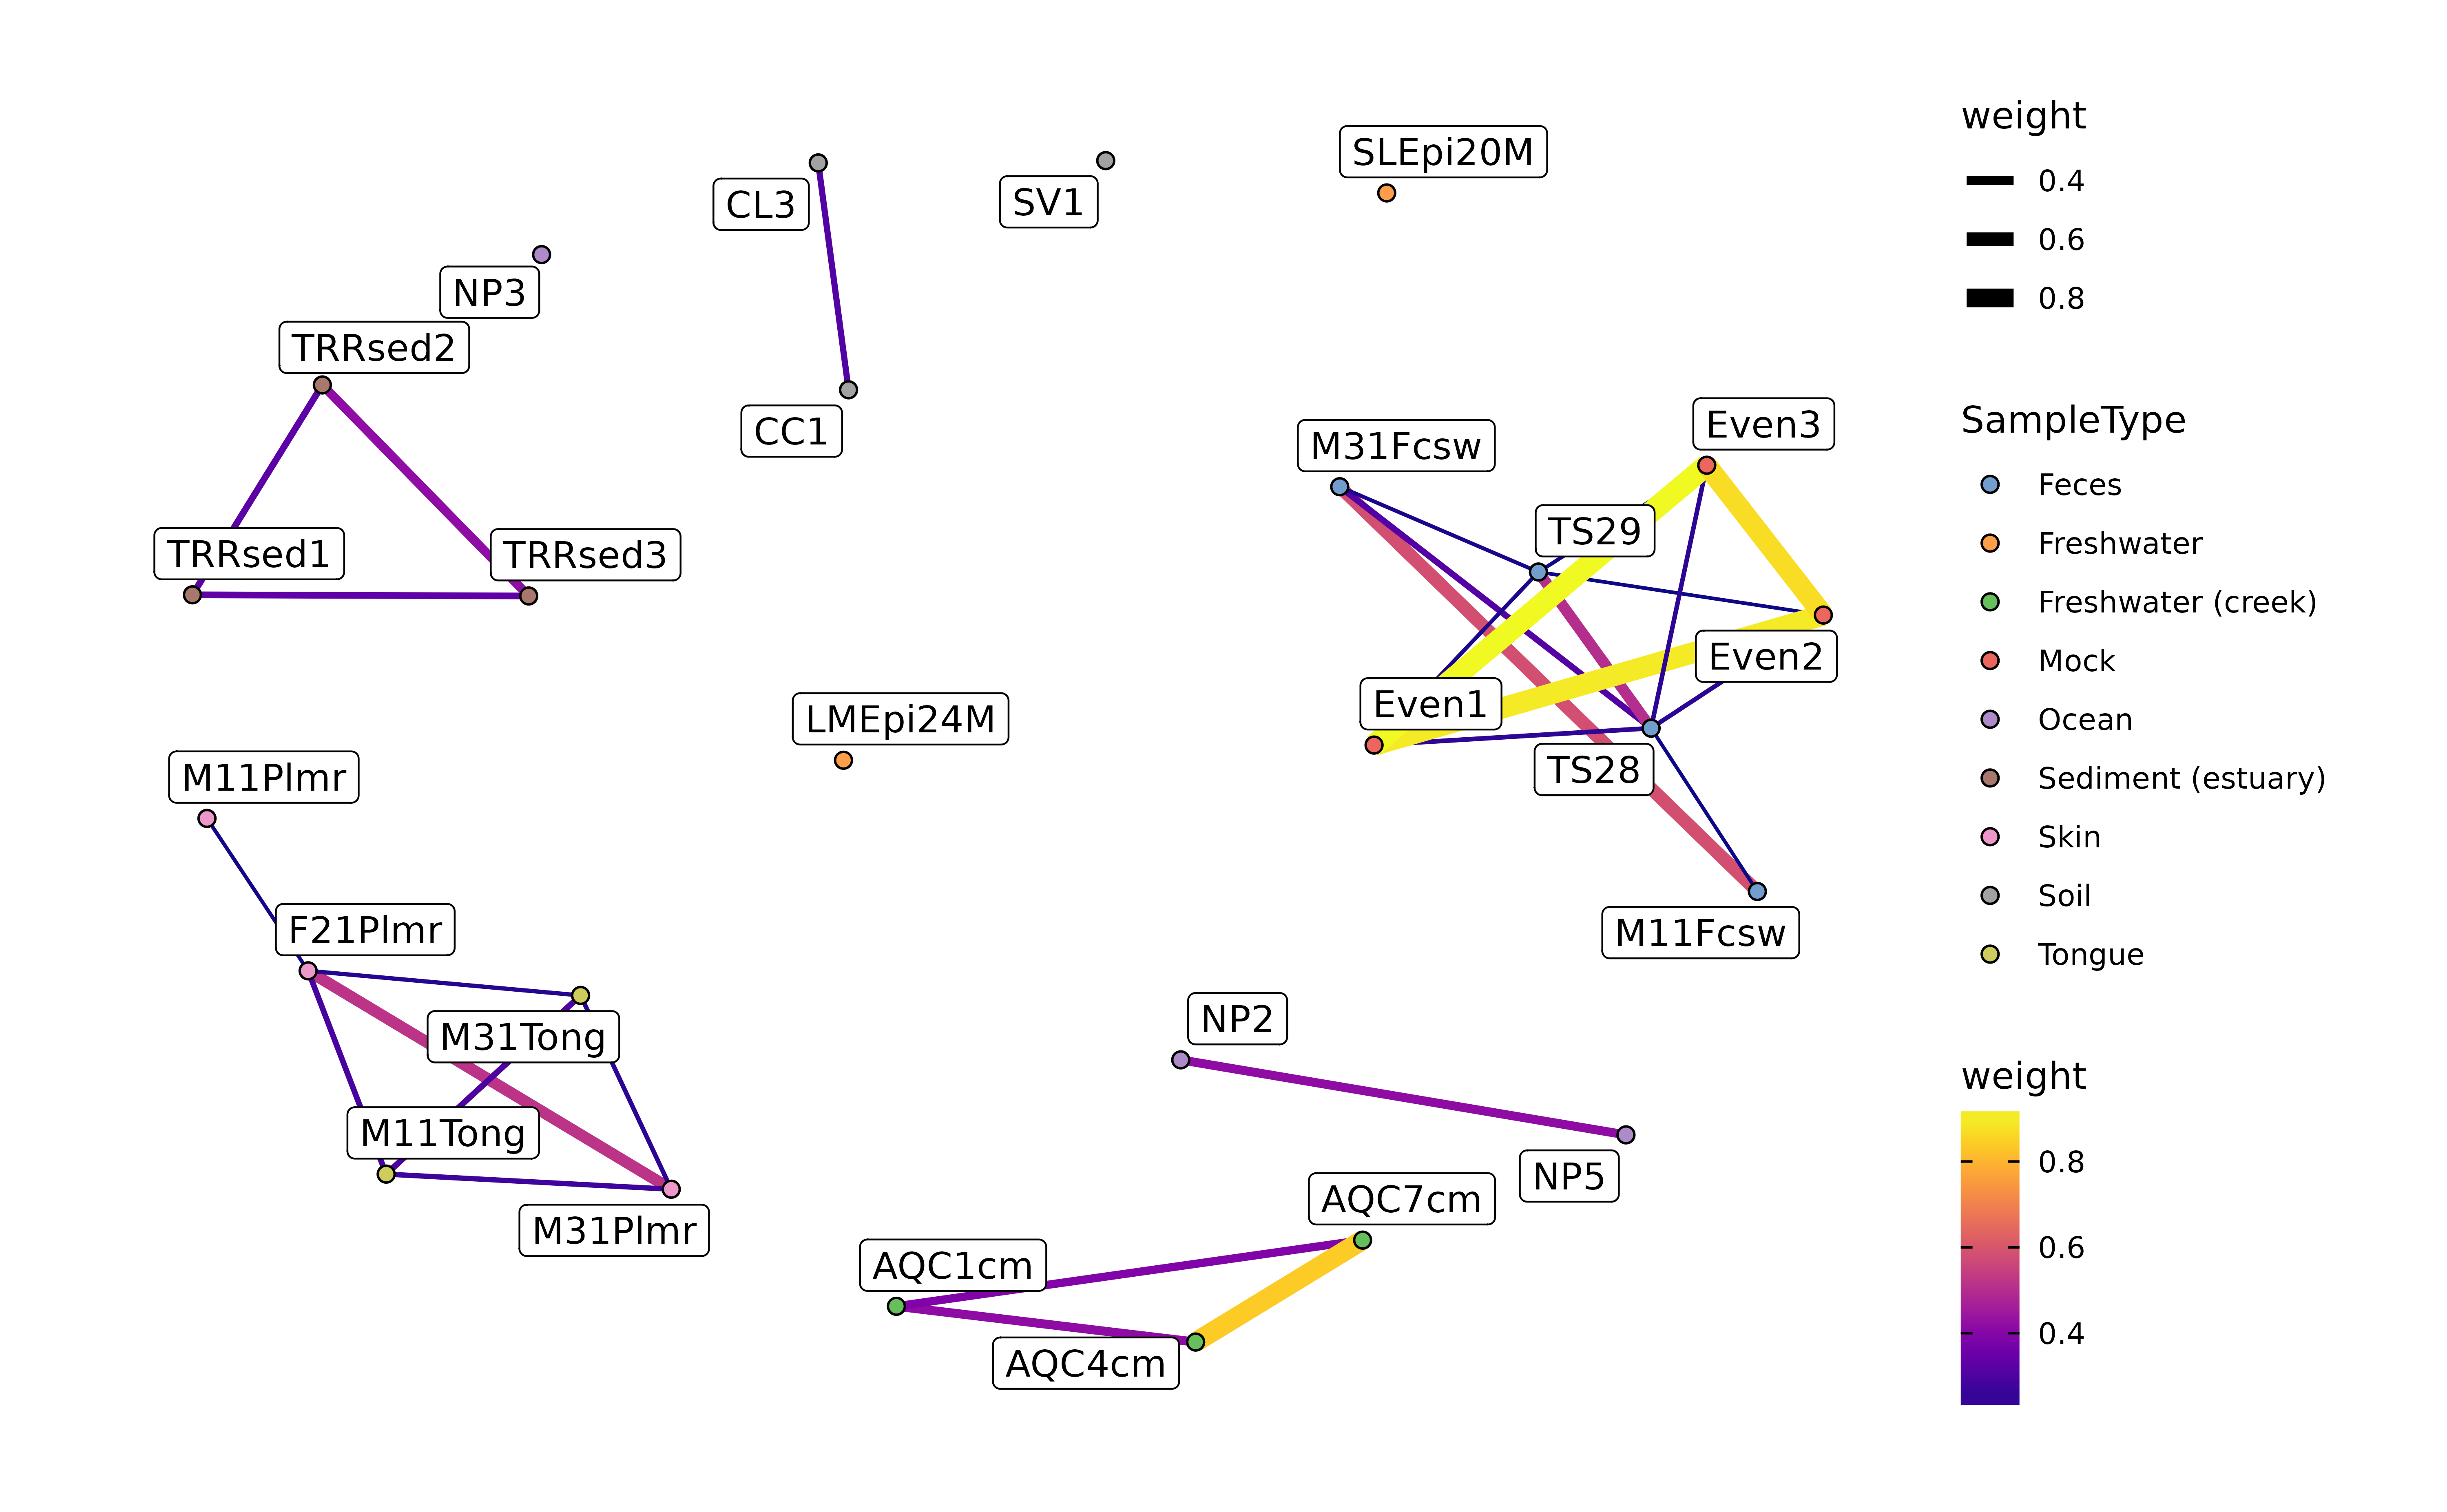 CL3
SV1
SLEpi20M
NP3
TRRsed2
CC1
M31Fcsw
Even3
TS29
TRRsed1
TRRsed3
Even2
Even1
LMEpi24M
TS28
M11Plmr
F21Plmr
M11Fcsw
M31Tong
NP2
M11Tong
NP5
AQC7cm
M31Plmr
AQC1cm
AQC4cm
weight
0.4
0.6
0.8
SampleType
Feces
Freshwater
Freshwater (creek)
Mock
Ocean
Sediment (estuary)
Skin
Soil
Tongue
weight
0.8
0.6
0.4